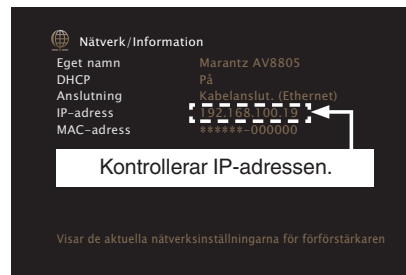 Nätverk/Information
Eget namn Marantz AV8805
DHCP På
Anslutning Kabelanslut. (Ethernet)
IP-adress 192.168.100.19
MAC-adress ******-000000
Kontrollerar IP-adressen.
Visar de aktuella nätverksinställningarna för förförstärkaren